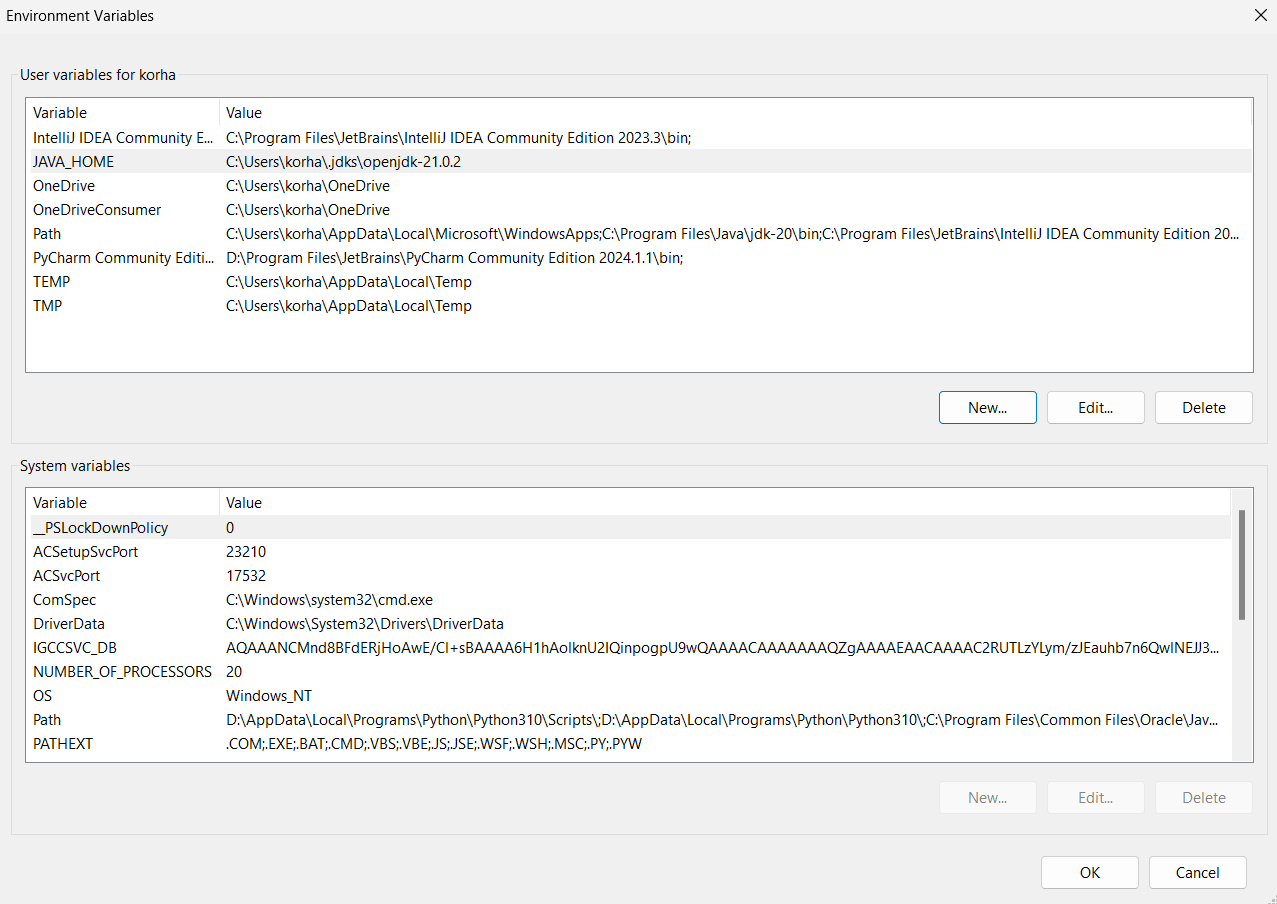 Environment Variables
User variables for korha
Variable Value
IntelliJ IDEA Community E... C:\Program Files\JetBrains\IntelliJ IDEA Community Edition 2023.3\bin;
JAVA_HOME C:\Users\korha\.jdks\openjdk-21.0.2
OneDrive C:\Users\korha\OneDrive
OneDriveConsumer C:\Users\korha\OneDrive
Path C:\Users\korha\AppData\Local\Microsoft\WindowsApps;C:\Program Files\Java\jdk-20\bin;C:\Program Files\JetBrains\IntelliJ IDEA Community Edition 20...
PyCharm Community Editi... D:\Program Files\JetBrains\PyCharm Community Edition 2024.1.1\bin;
TEMP C:\Users\korha\AppData\Local\Temp
TMP C:\Users\korha\AppData\Local\Temp
New... Edit... Delete
System variables
Variable Value
__PSLockDownPolicy 0
ACSetupSvcPort 23210
ACSvcPort 17532
ComSpec C:\Windows\system32\cmd.exe
DriverData C:\Windows\System32\Drivers\DriverData
IGCCSVC_DB AQAAANCMnd8BFdERjHoAwE/Cl+sBAAAA6H1hAolknU2IQinpogpU9wQAAAACAAAAAAAQZgAAAAEAACAAAAC2RUTLzYLym/zJEauhb7n6QwlNEJJ3...
NUMBER_OF_PROCESSORS 20
OS Windows_NT
Path D:\AppData\Local\Programs\Python\Python310\Scripts\;D:\AppData\Local\Programs\Python\Python310\;C:\Program Files\Common Files\Oracle\Jav...
PATHEXT .COM;.EXE;.BAT;.CMD;.VBS;.VBE;.JS;.JSE;.WSF;.WSH;.MSC;.PY;.PYW
New... Edit... Delete
OK Cancel